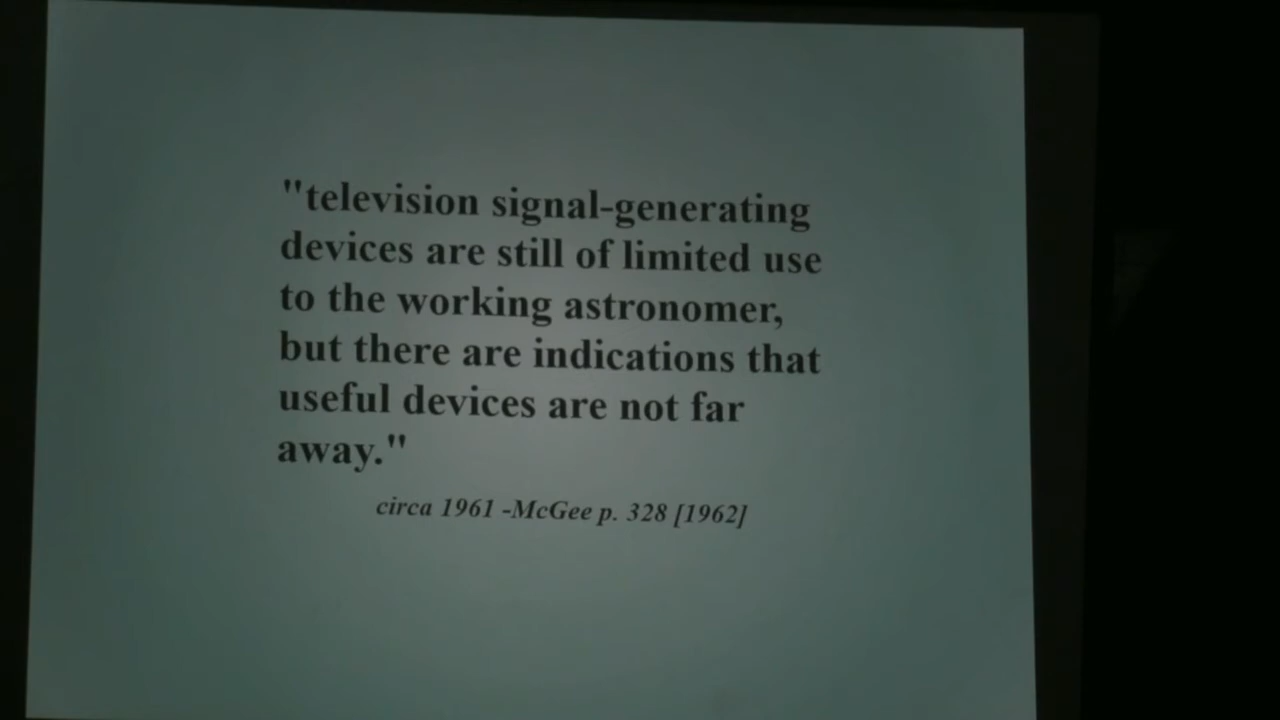 "television signal-generating
devices are still of limited use
to the working astronomer,
but there are indications that
useful devices are not far
away."
circa 1961 -McGee p. 328 [1962]